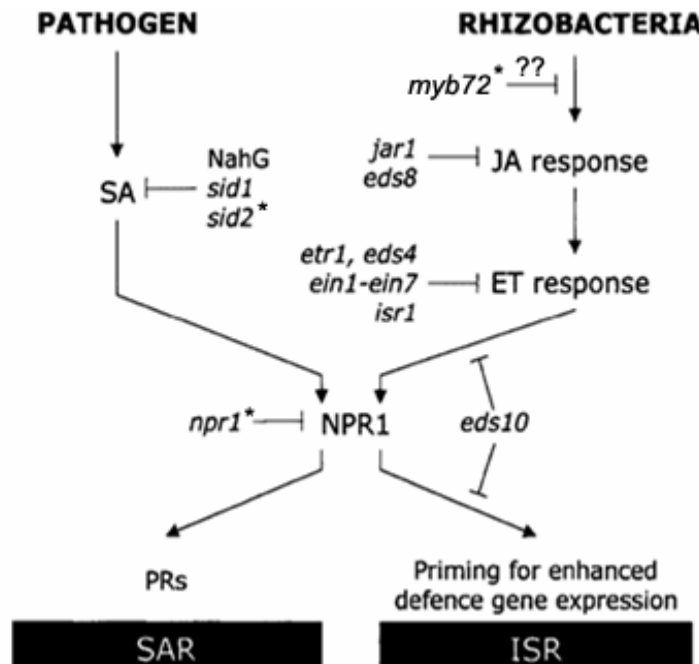 PATHOGEN
RHIZOBACTERIA
myb72* ??
jar1
eds8
JA response
NahG
sid1
sid2*
SA
etr1, eds4
ein1-ein7
isr1
ET response
npr1*
NPR1
eds10
PRs
Priming for enhanced
defence gene expression
SAR
ISR